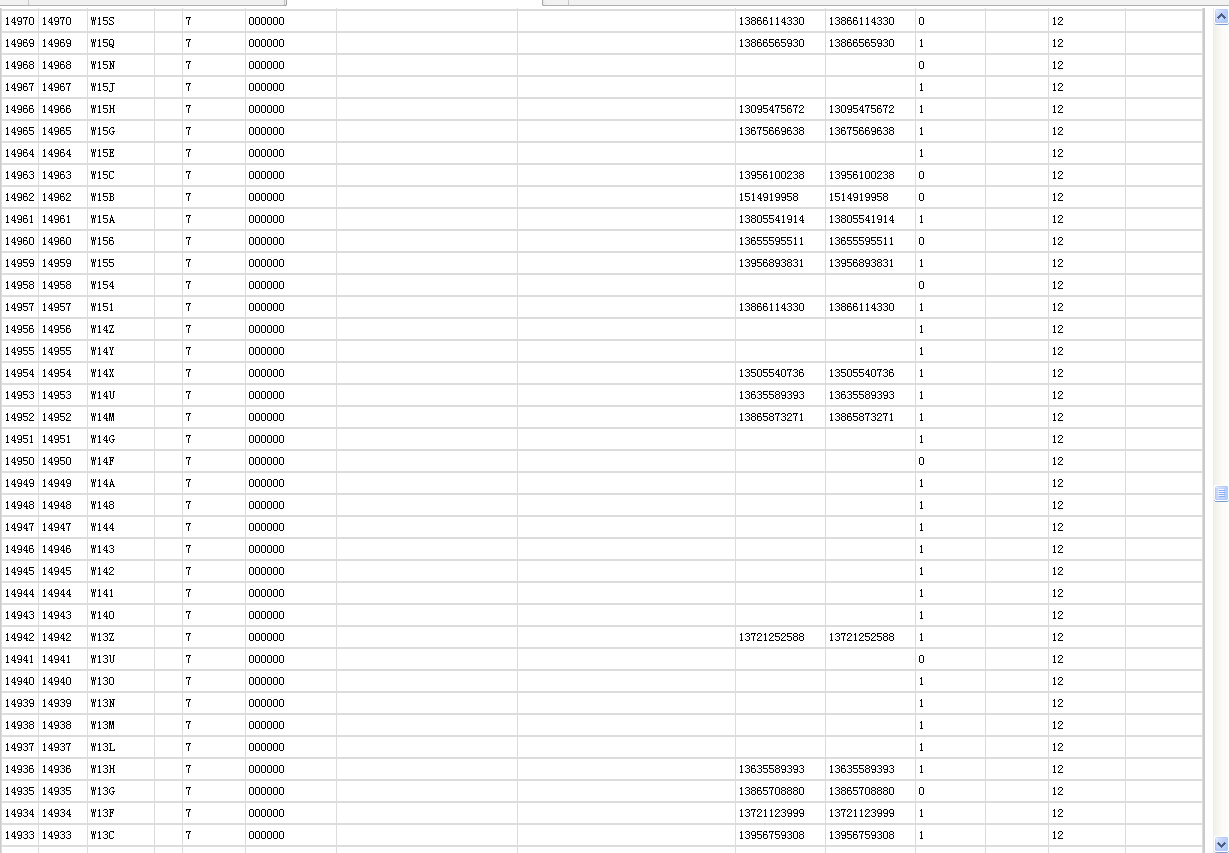 14970 14970 W15S 7 000000 13866114330 13866114330 0 12
14969 14969 W15Q 7 000000 13866565930 13866565930 1 12
14968 14968 W15N 7 000000 0 12
14967 14967 W15J 7 000000 1 12
14966 14966 W15H 7 000000 13095475672 13095475672 1 12
14965 14965 W15G 7 000000 13675669638 13675669638 1 12
14964 14964 W15E 7 000000 1 12
14963 14963 W15C 7 000000 13956100238 13956100238 0 12
14962 14962 W15B 7 000000 1514919958 1514919958 0 12
14961 14961 W15A 7 000000 13805541914 13805541914 1 12
14960 14960 W156 7 000000 13655595511 13655595511 0 12
14959 14959 W155 7 000000 13956893831 13956893831 1 12
14958 14958 W154 7 000000 0 12
14957 14957 W151 7 000000 13866114330 13866114330 1 12
14956 14956 W14Z 7 000000 1 12
14955 14955 W14Y 7 000000 1 12
14954 14954 W14X 7 000000 13505540736 13505540736 1 12
14953 14953 W14U 7 000000 13635589393 13635589393 1 12
14952 14952 W14M 7 000000 13865873271 13865873271 1 12
14951 14951 W14G 7 000000 1 12
14950 14950 W14F 7 000000 0 12
14949 14949 W14A 7 000000 1 12
14948 14948 W148 7 000000 1 12
14947 14947 W144 7 000000 1 12
14946 14946 W143 7 000000 1 12
14945 14945 W142 7 000000 1 12
14944 14944 W141 7 000000 1 12
14943 14943 W140 7 000000 1 12
14942 14942 W13Z 7 000000 13721252588 13721252588 1 12
14941 14941 W13U 7 000000 0 12
14940 14940 W130 7 000000 1 12
14939 14939 W13N 7 000000 1 12
14938 14938 W13M 7 000000 1 12
14937 14937 W13L 7 000000 1 12
14936 14936 W13H 7 000000 13635589393 13635589393 1 12
14935 14935 W13G 7 000000 13865708880 13865708880 0 12
14934 14934 W13F 7 000000 13721123999 13721123999 1 12
14933 14933 W13C 7 000000 13956759308 13956759308 1 12